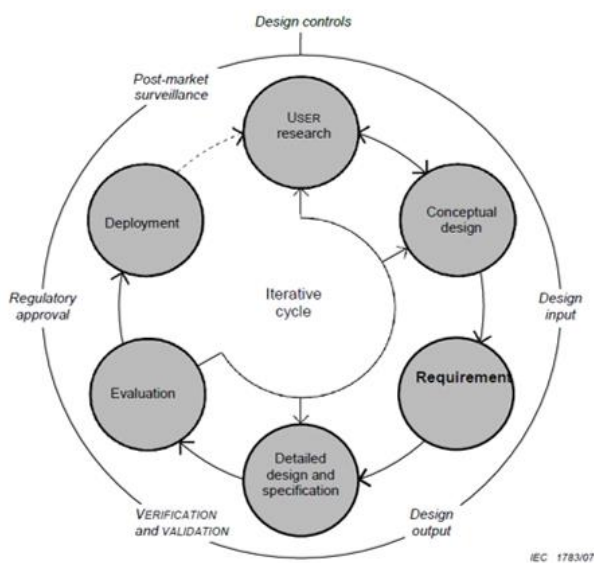 Design controls
Post-market
surveillance
USER
research
Deployment
Conceptual
design
Iterative
cycle
Regulatory
approval
Design
input
Evaluation
Requirement
Detailed
design and
specification
VERIFICATION
and VALIDATION
Design
output
IEC 1783/07